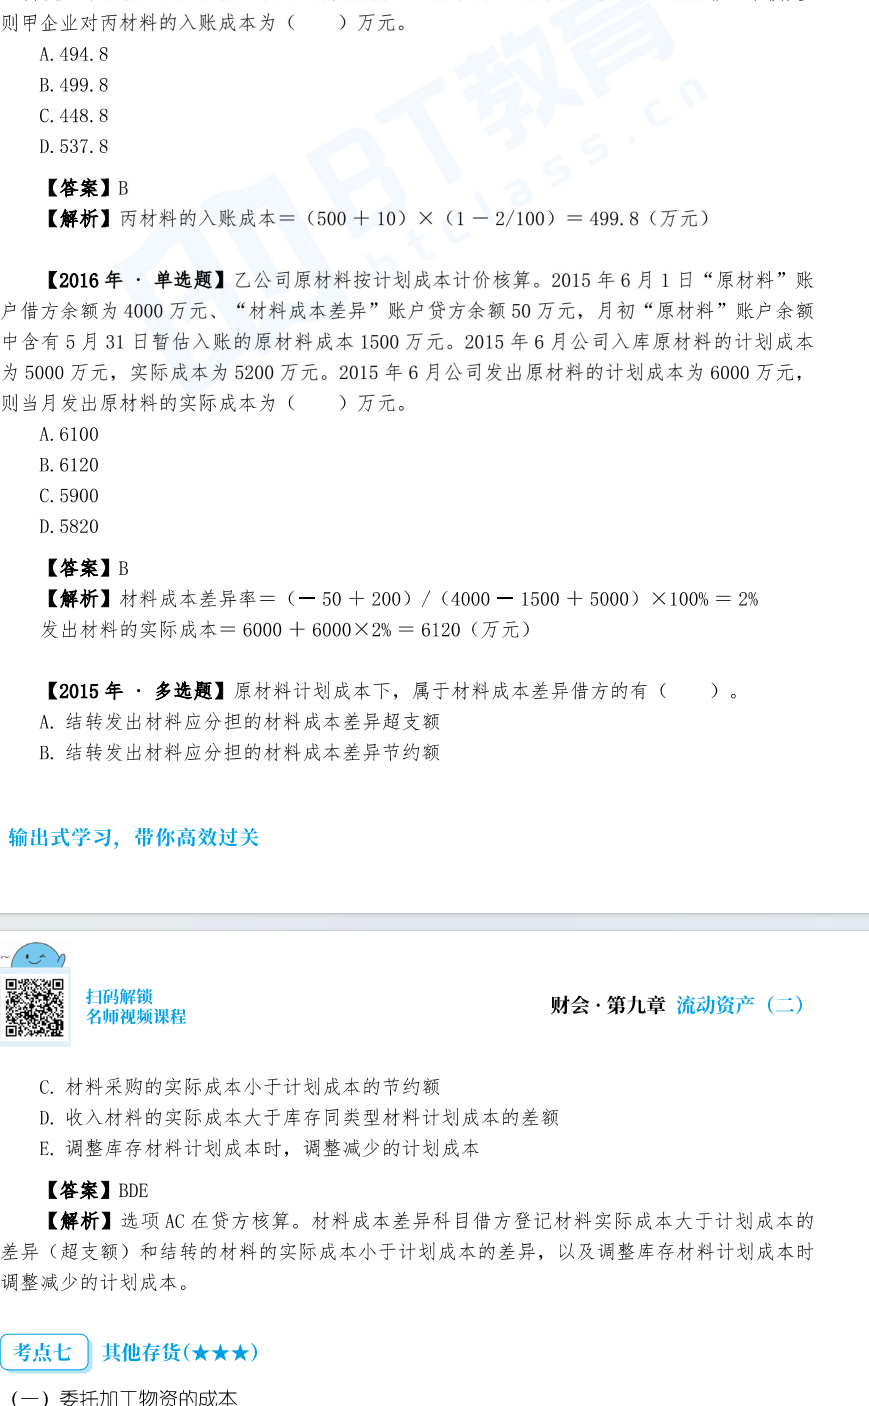 则甲企业对丙材料的入账成本为（　　）万元。
A.494.8
B.499.8
C.448.8
D.537.8
【答案】B
【解析】丙材料的入账成本＝（500 ＋ 10）×（1 － 2/100）＝ 499.8（万元）
【2016 年 · 单选题】乙公司原材料按计划成本计价核算。2015 年 6 月 1 日“原材料”账
户借方余额为 4000 万元、“材料成本差异”账户贷方余额 50 万元，月初“原材料”账户余额
中含有 5 月 31 日暂估入账的原材料成本 1500 万元。2015 年 6 月公司入库原材料的计划成本
为 5000 万元，实际成本为 5200 万元。2015 年 6 月公司发出原材料的计划成本为 6000 万元，
则当月发出原材料的实际成本为（　　）万元。
A.6100
B.6120
C.5900
D.5820
【答案】B
【解析】材料成本差异率＝（－ 50 ＋ 200）/（4000 － 1500 ＋ 5000）×100% ＝ 2%
发出材料的实际成本＝ 6000 ＋ 6000×2% ＝ 6120（万元）
【2015 年 · 多选题】原材料计划成本下，属于材料成本差异借方的有（　　）。
A. 结转发出材料应分担的材料成本差异超支额
B. 结转发出材料应分担的材料成本差异节约额
输出式学习，带你高效过关
扫码解锁
名师视频课程
财会·第九章 流动资产（二）
C. 材料采购的实际成本小于计划成本的节约额
D. 收入材料的实际成本大于库存同类型材料计划成本的差额
E. 调整库存材料计划成本时，调整减少的计划成本
【答案】BDE
【解析】选项 AC 在贷方核算。材料成本差异科目借方登记材料实际成本大于计划成本的
差异（超支额）和结转的材料的实际成本小于计划成本的差异，以及调整库存材料计划成本时
调整减少的计划成本。
考点七 其他存货(★★★)
（一）委托加工物资的成本
BT教育
btclass.cn